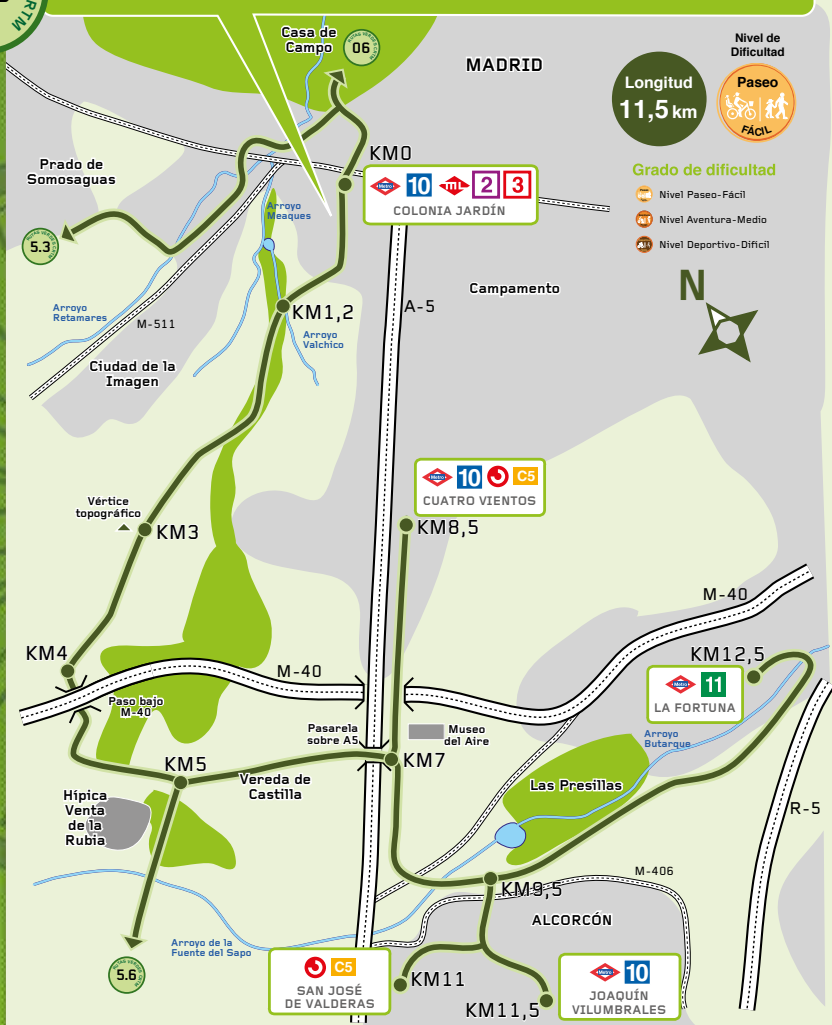 CRTM
Casa de
Campo
06
MADRID
Nivel de
Dificultad
Longitud
11,5 km
Paseo
FÁCIL
Grado de dificultad
Nivel Paseo-Fácil
Nivel Aventura-Medio
Nivel Deportivo-Difícil
N
KM0
Metro 10 ML 2 3
COLONIA JARDÍN
Prado de
Somosaguas
5.3
Arroyo
Meaques
Arroyo
Retamares
M-511
KM1,2
Arroyo
Valchico
A-5
Campamento
Ciudad de la
Imagen
Metro 10 C5
CUATRO VIENTOS
KM8,5
Vértice
topográfico
KM3
M-40
KM4
M-40
KM12,5
Metro 11
LA FORTUNA
Paso bajo
M-40
Pasarela
sobre A5
Museo
del Aire
Arroyo
Butarque
KM5
KM7
Vereda de
Castilla
Las Presillas
Hípica
Venta
de la
Rubia
R-5
M-406
KM9,5
ALCORCÓN
Arroyo de la
Fuente del Sapo
5.6
C5
SAN JOSÉ
DE VALDERAS
KM11
KM11,5
Metro 10
JOAQUÍN
VILUMBRALES